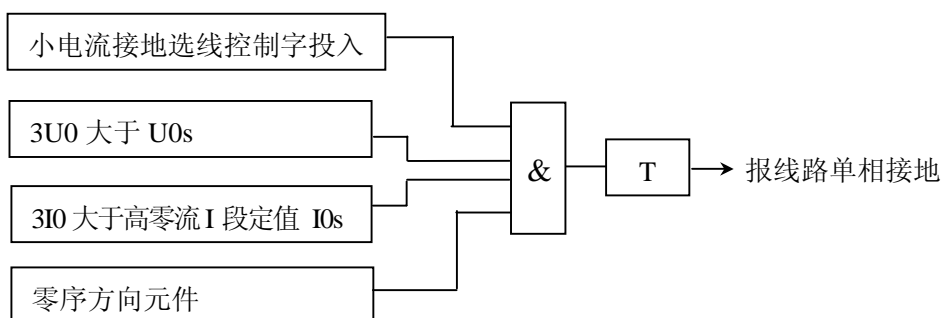 小电流接地选线控制字投入
3U0 大于 U0s
3I0 大于高零流 I 段定值 I0s
零序方向元件
&
T
报线路单相接地